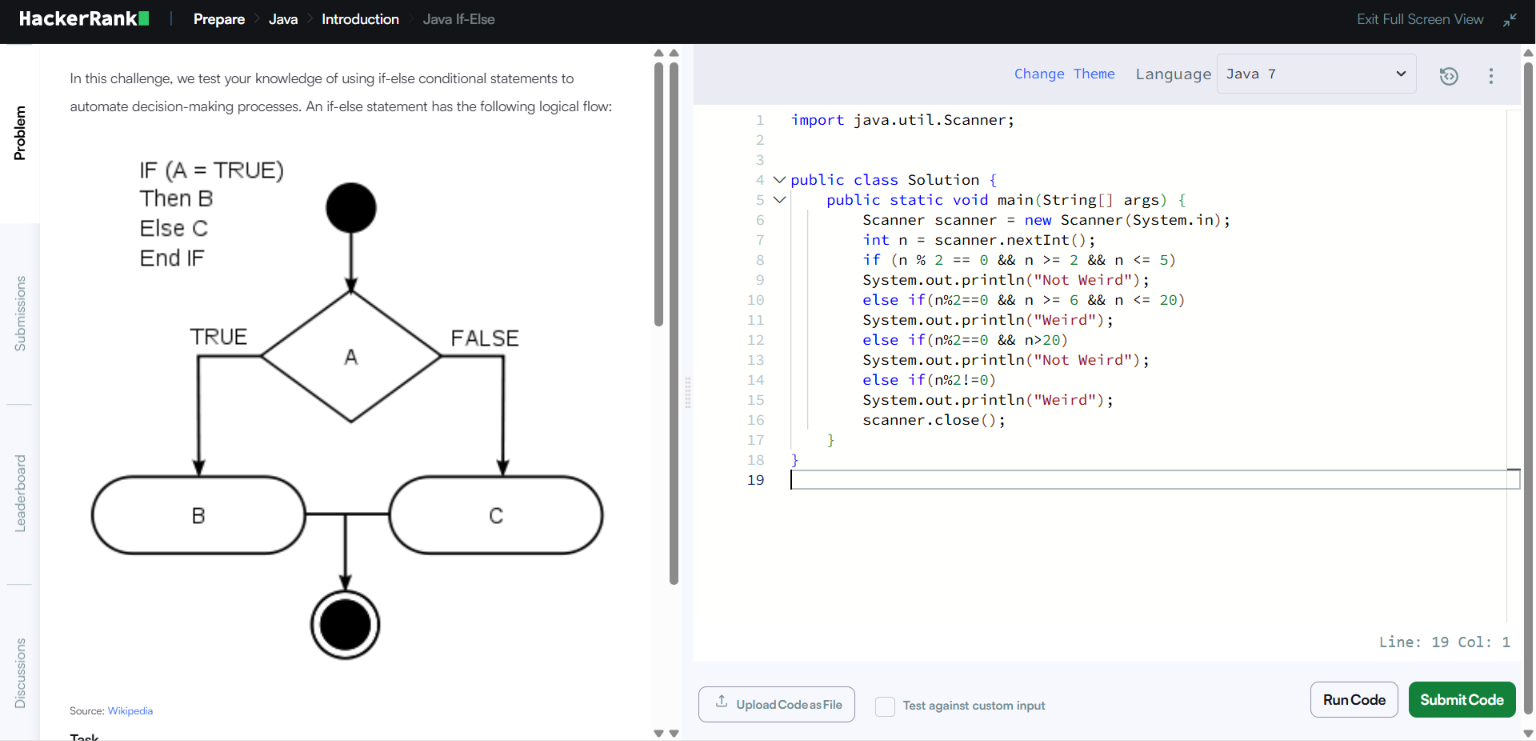 HackerRank
Prepare
Java
Introduction
Java If-Else
Exit Full Screen View
Problem
Submissions
Leaderboard
Discussions
In this challenge, we test your knowledge of using if-else conditional statements to
automate decision-making processes. An if-else statement has the following logical flow:
IF (A = TRUE)
Then B
Else C
End IF
TRUE
A
FALSE
B
C
Source: Wikipedia
Task
Change Theme
Language
Java 7
1 import java.util.Scanner;
2
3
4 public class Solution {
5 public static void main(String[] args) {
6 Scanner scanner = new Scanner(System.in);
7 int n = scanner.nextInt();
8 if (n % 2 == 0 && n >= 2 && n <= 5)
9 System.out.println("Not Weird");
10 else if(n%2==0 && n >= 6 && n <= 20)
11 System.out.println("Weird");
12 else if(n%2==0 && n>20)
13 System.out.println("Not Weird");
14 else if(n%2!=0)
15 System.out.println("Weird");
16 scanner.close();
17 }
18 }
19
Line: 19 Col: 1
Upload Code as File
Test against custom input
Run Code
Submit Code